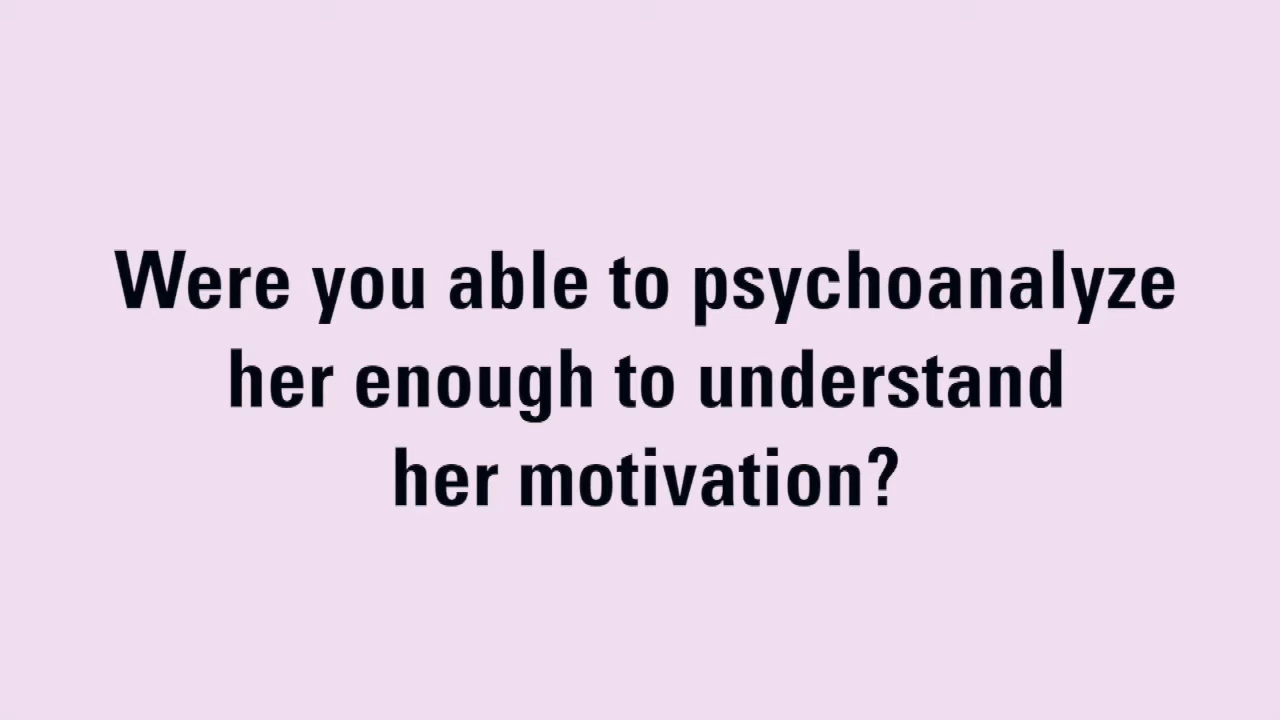 Were you able to psychoanalyze
her enough to understand
her motivation?